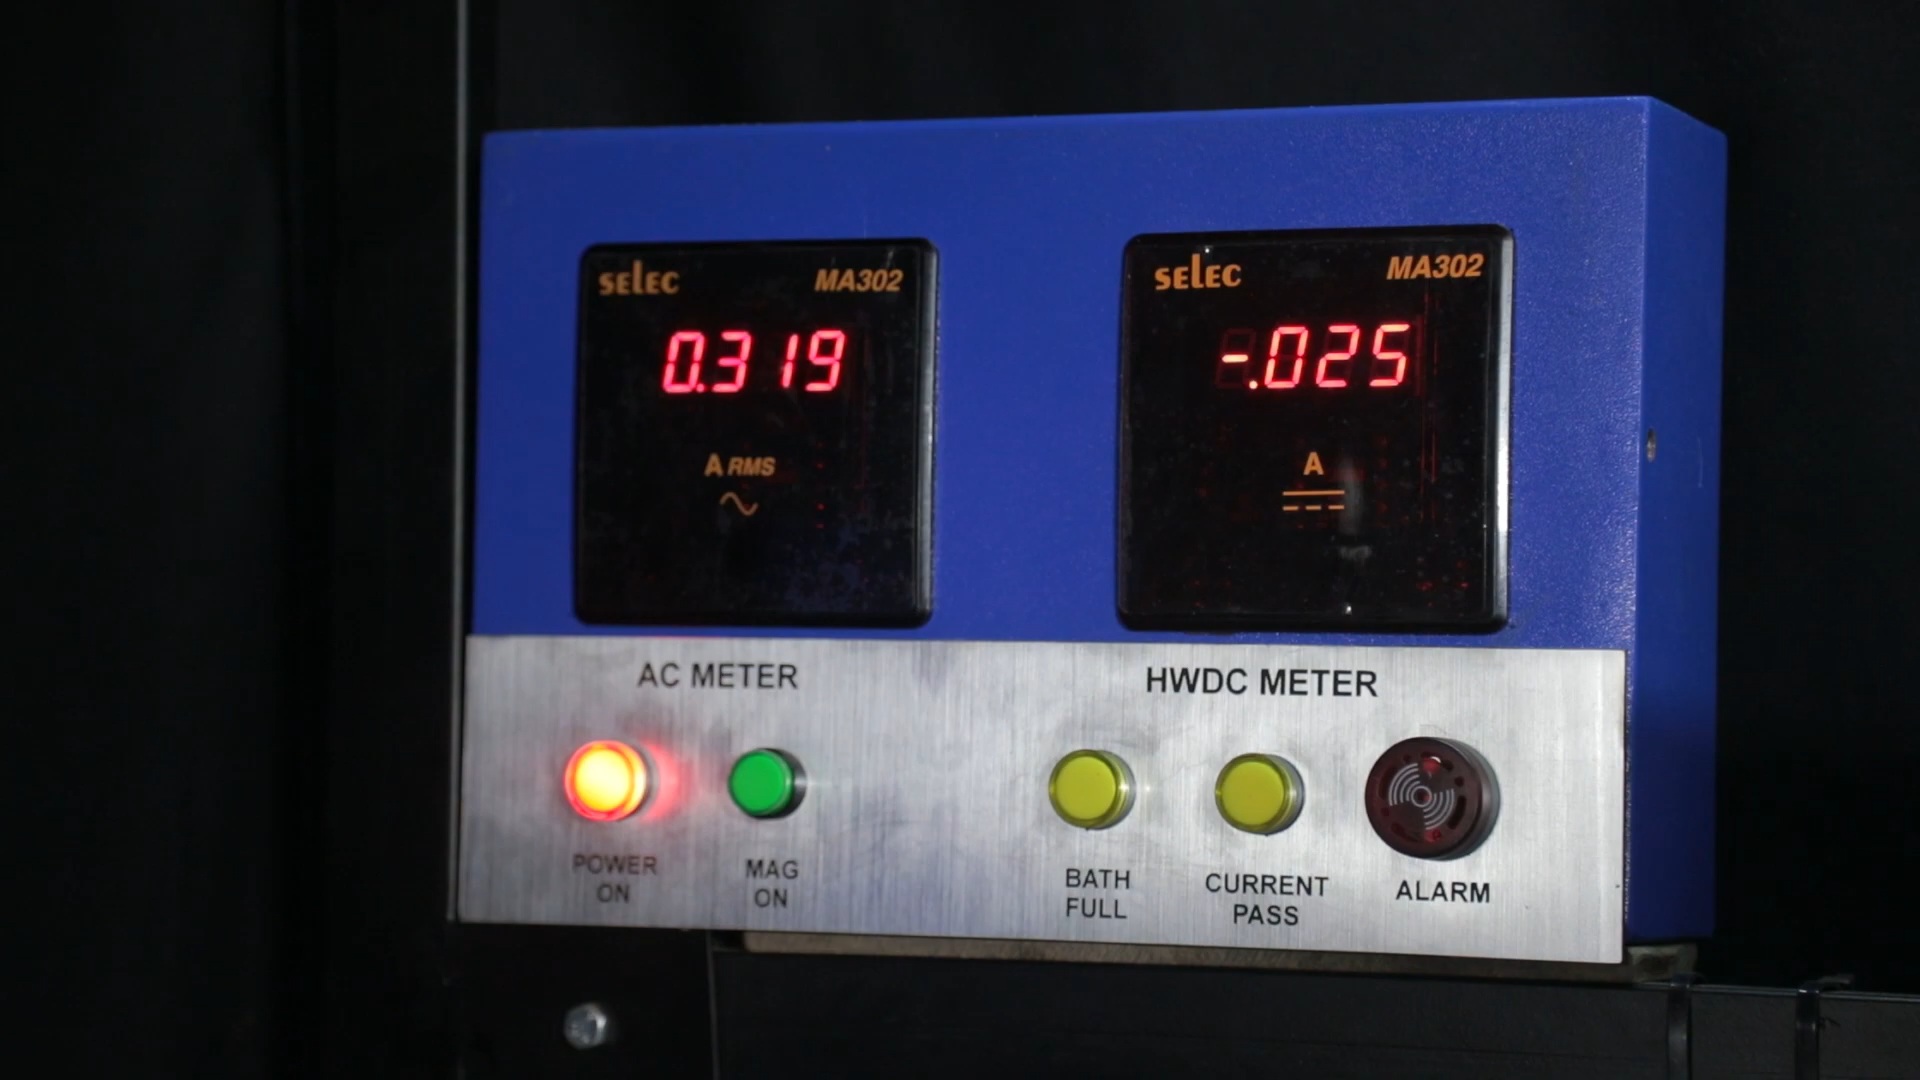 SELEC MA302
0.319
A RMS
SELEC MA302
-.025
A
AC METER
HWDC METER
POWER
ON
MAG
ON
BATH
FULL
CURRENT
PASS
ALARM